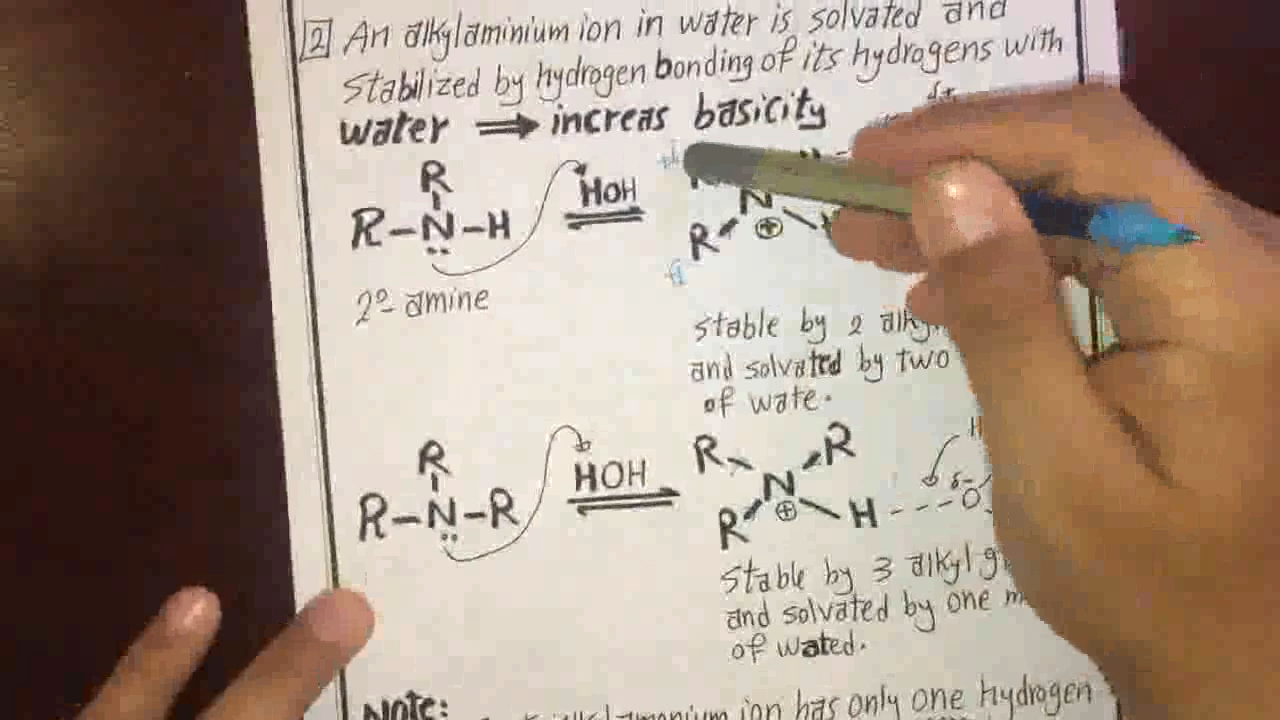 2 An alkylaminium ion in water is solvated and
stabilized by hydrogen bonding of its hydrogens with
water ⇒ increas basicity
R
R–N–H
HOH
N
R
⊕
2º amine
stable by 2
and solvated by two
of wate.
R
R–N–R
HOH
R R
N
R ⊕ H
δ-
O
H
stable by 3 alkyl
and solvated by one
of wated.
Note:
ion has only one hydrogen